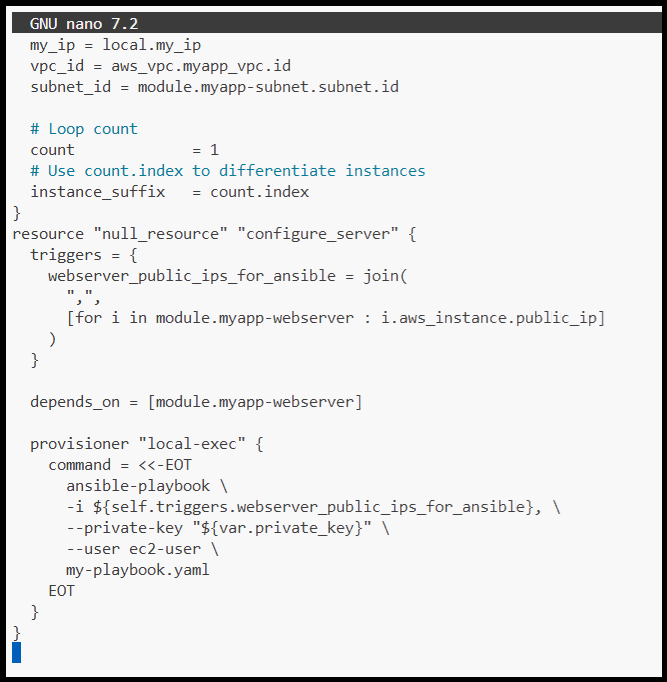 GNU nano 7.2
my_ip = local.my_ip
vpc_id = aws_vpc.myapp_vpc.id
subnet_id = module.myapp-subnet.subnet.id
# Loop count
count             = 1
# Use count.index to differentiate instances
instance_suffix   = count.index
}
resource "null_resource" "configure_server" {
  triggers = {
    webserver_public_ips_for_ansible = join(
      ",",
      [for i in module.myapp-webserver : i.aws_instance.public_ip]
    )
  }
  depends_on = [module.myapp-webserver]
  provisioner "local-exec" {
    command = <<-EOT
      ansible-playbook \
      -i ${self.triggers.webserver_public_ips_for_ansible}, \
      --private-key "${var.private_key}" \
      --user ec2-user \
      my-playbook.yaml
    EOT
  }
}